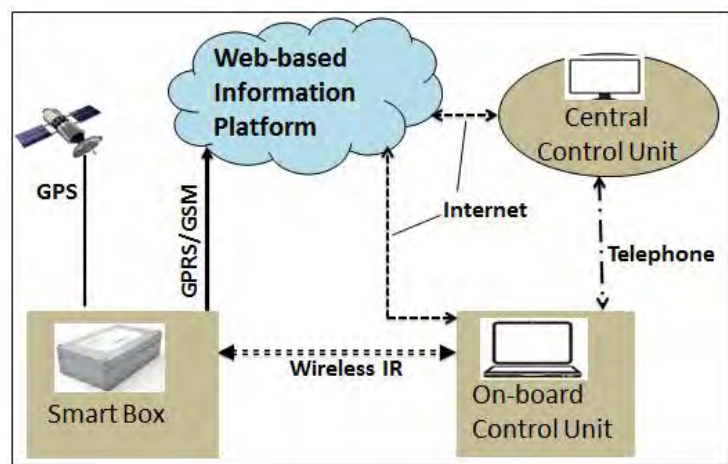 Web-based
Information
Platform
Central
Control Unit
GPS
GPRS/GSM
Internet
Telephone
Wireless IR
Smart Box
On-board
Control Unit